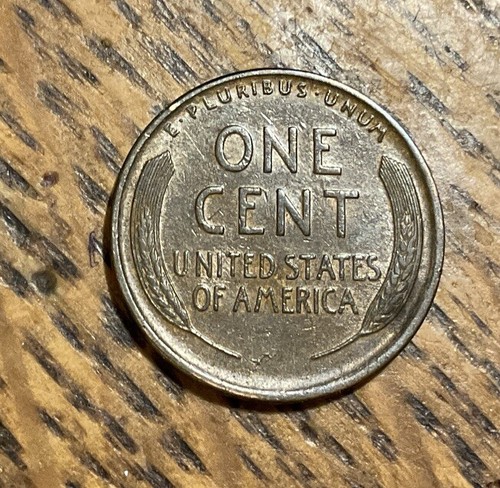 E·PLURIBUS·UNUM
ONE
CENT
UNITED STATES
OF AMERICA